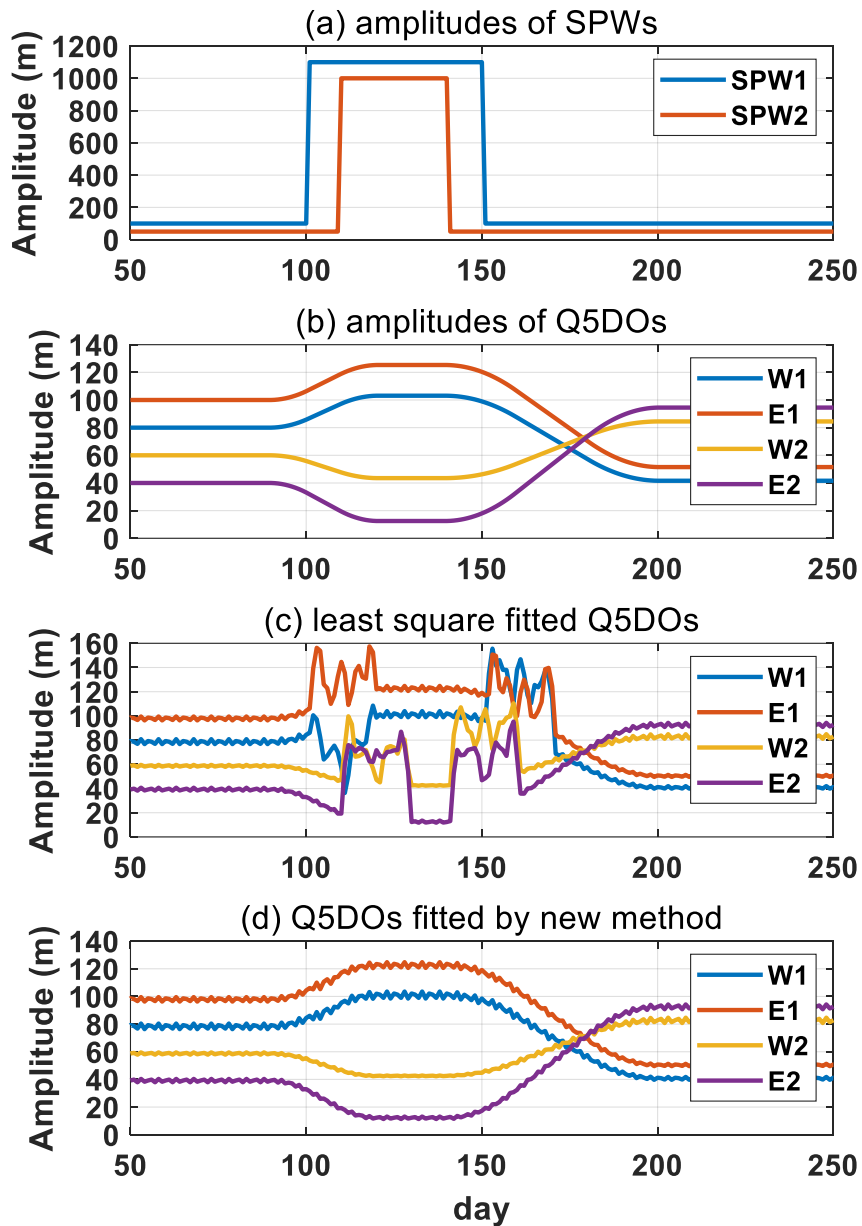 (a) amplitudes of SPWs
Amplitude (m)
1200
1000
800
600
400
200
0
SPW1
SPW2
50 100 150 200 250
(b) amplitudes of Q5DOs
Amplitude (m)
140
120
100
80
60
40
20
0
W1
E1
W2
E2
50 100 150 200 250
(c) least square fitted Q5DOs
Amplitude (m)
160
140
120
100
80
60
40
20
0
W1
E1
W2
E2
50 100 150 200 250
(d) Q5DOs fitted by new method
Amplitude (m)
140
120
100
80
60
40
20
0
W1
E1
W2
E2
50 100 150 200 250
day